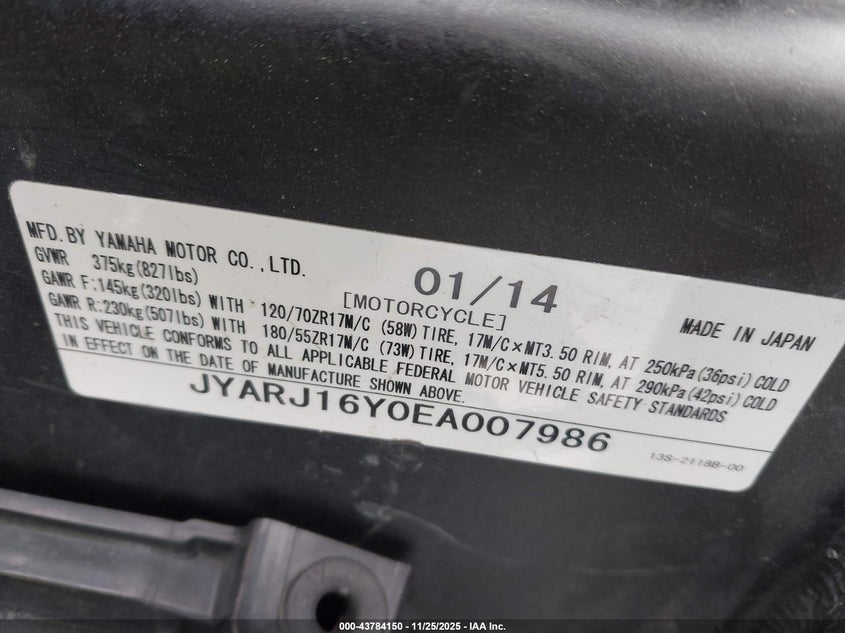 MFD. BY YAMAHA MOTOR CO., LTD.
01/14
GVWR 375kg(827lbs)
[MOTORCYCLE]
MADE IN JAPAN
GAWR F:145kg(320lbs) WITH 120/70ZR17M/C (58W) TIRE, 17M/C×MT3.50 RIM, AT 250kPa(36psi) COLD
GAWR R:230kg(507lbs) WITH 180/55ZR17M/C (73W) TIRE, 17M/C×MT5.50 RIM, AT 290kPa(42psi) COLD
THIS VEHICLE CONFORMS TO ALL APPLICABLE FEDERAL MOTOR VEHICLE SAFETY STANDARDS
IN EFFECT ON THE DATE OF MANUFACTURE SHOWN ABOVE.
JYARJ16Y0EA007986
13S-2118B-00
000-43784150 - 11/25/2025 - IAA Inc.